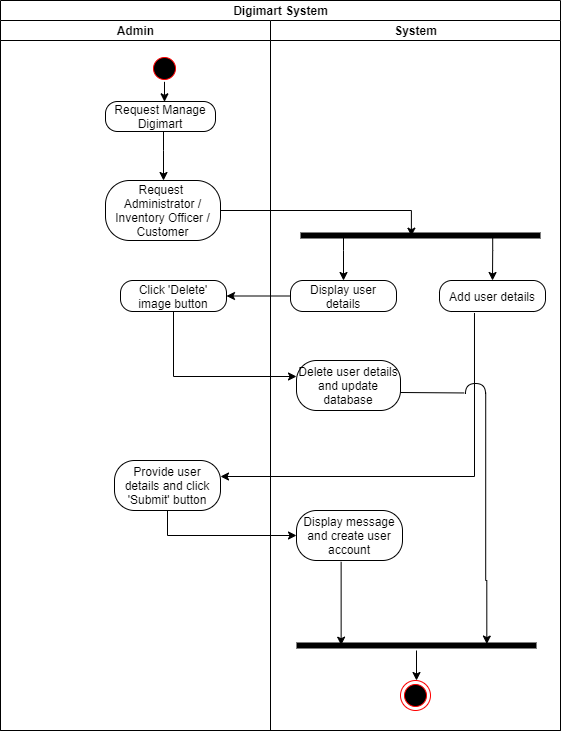 Digimart System
Admin
System
Request Manage
Digimart
Request
Administrator /
Inventory Officer /
Customer
Click 'Delete'
image button
Display user
details
Add user details
Delete user details
and update
database
Provide user
details and click
'Submit' button
Display message
and create user
account